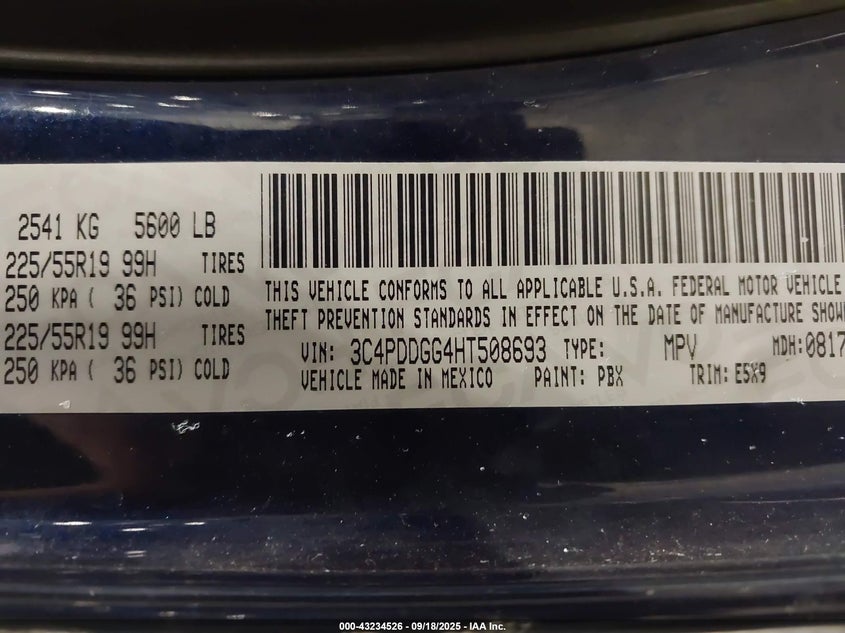 2541 KG 5600 LB
225/55R19 99H TIRES
250 KPA ( 36 PSI) COLD
225/55R19 99H TIRES
250 KPA ( 36 PSI) COLD
THIS VEHICLE CONFORMS TO ALL APPLICABLE U.S.A. FEDERAL MOTOR VEHICLE
THEFT PREVENTION STANDARDS IN EFFECT ON THE DATE OF MANUFACTURE SHOW
VIN: 3C4PDDGG4HT508693 TYPE: MPV MDH: 0817
VEHICLE MADE IN MEXICO PAINT: PBX TRIM: E5X9
000-43234526 - 09/18/2025 - IAA Inc.